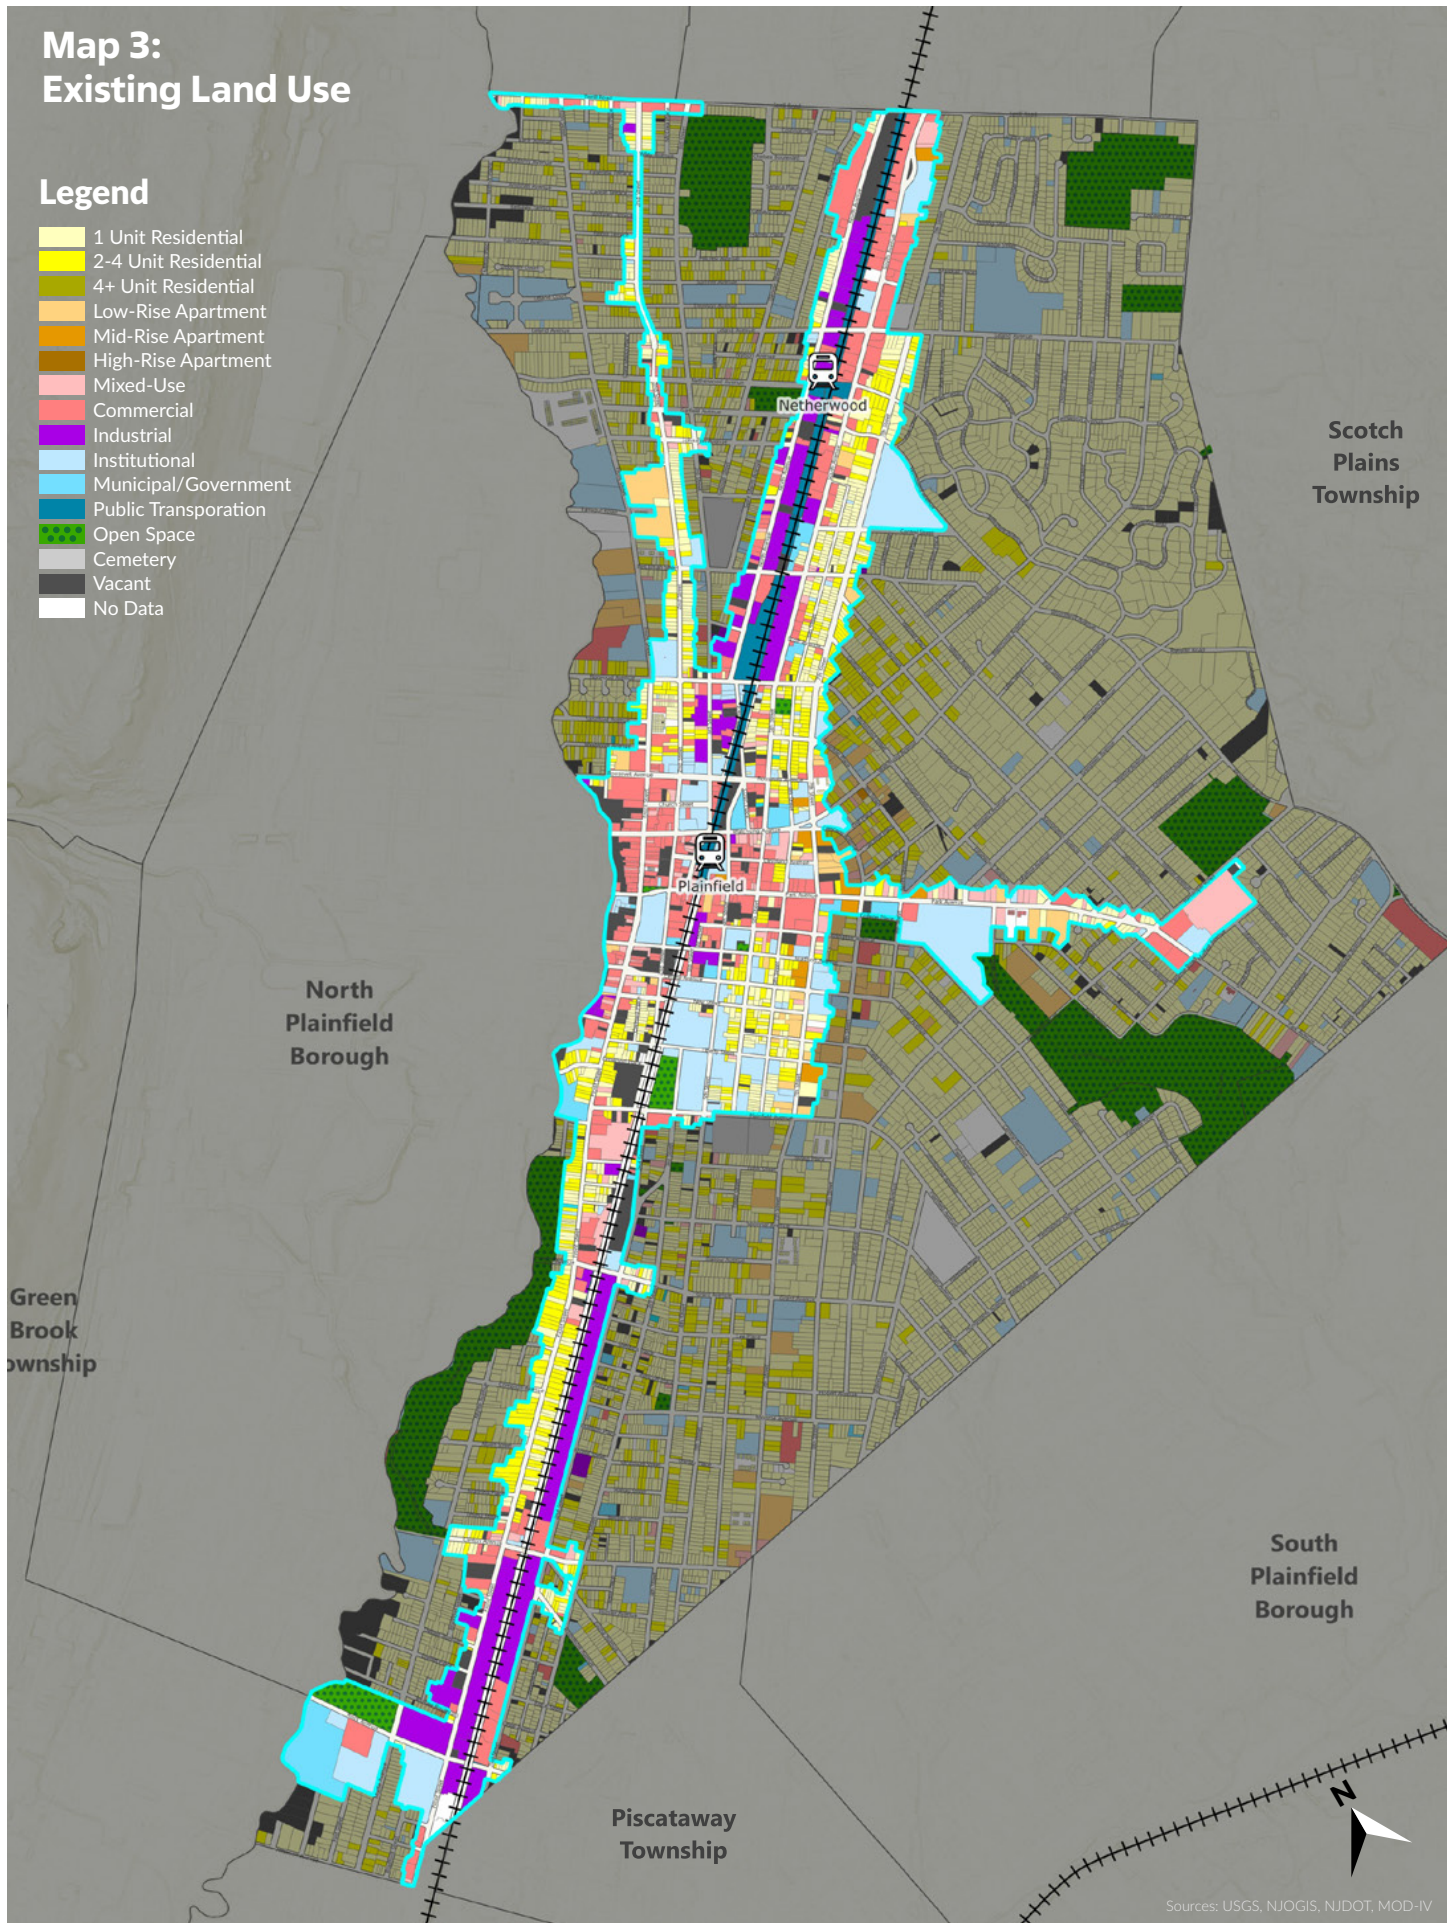 Map 3:
Existing Land Use
Legend
1 Unit Residential
2-4 Unit Residential
4+ Unit Residential
Low-Rise Apartment
Mid-Rise Apartment
High-Rise Apartment
Mixed-Use
Commercial
Industrial
Institutional
Municipal/Government
Public Transporation
Open Space
Cemetery
Vacant
No Data
Netherwood
Scotch
Plains
Township
Plainfield
North
Plainfield
Borough
Green
Brook
ownship
South
Plainfield
Borough
Piscataway
Township
N
Sources: USGS, NJOGIS, NJDOT, MOD-IV